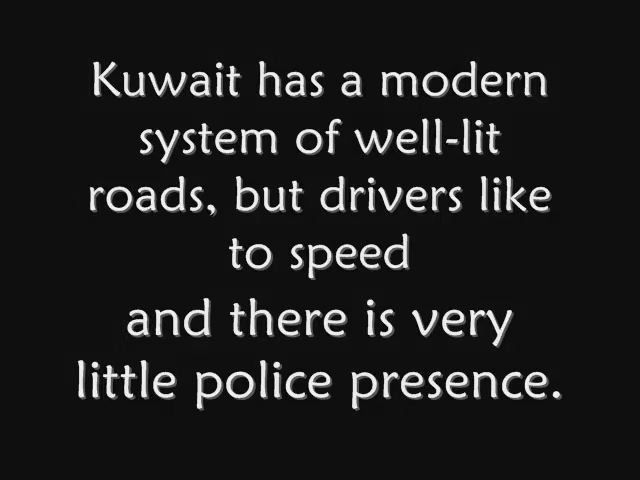 Kuwait has a modern
system of well-lit
roads, but drivers like
to speed
and there is very
little police presence.